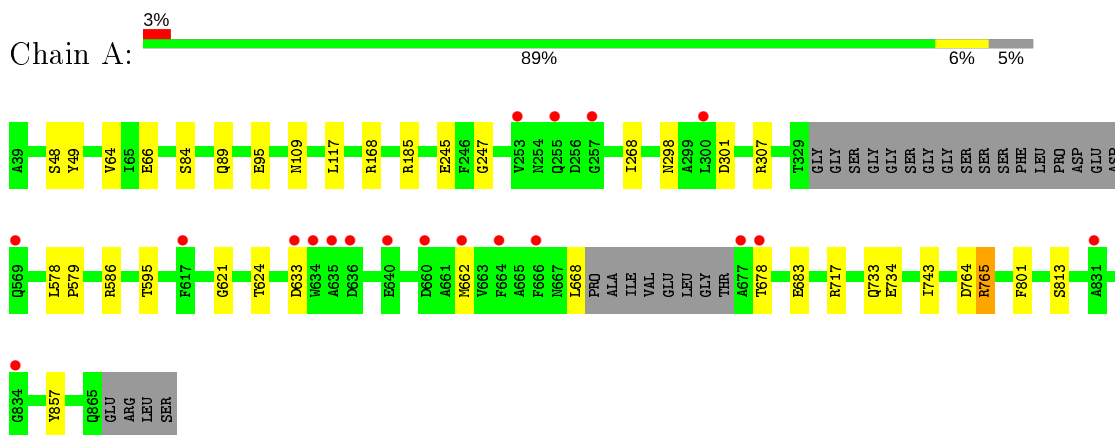 3%
Chain A:
89% 6% 5%
A39 S48 Y49 V64 I65 E66 S84 Q89 E95 N109 L117 R168 R185 E245 F246 G247 V253 N254 Q255 D256 G257 I268 N298 A299 L300 D301 R307 T329 GLY GLY SER GLY GLY SER GLY GLY SER SER SER PHE LEU PRO ASP GLU ASP
Q569 L578 P579 R586 T595 F617 G621 T624 D633 W634 A635 D636 E640 D660 A661 M662 V663 F664 A665 F666 N667 L668 PRO ALA ILE VAL GLU LEU GLY THR A677 T678 E683 R717 Q733 E734 I743 D764 R765 F801 S813 A831
G834 Y857 Q865 GLU ARG LEU SER